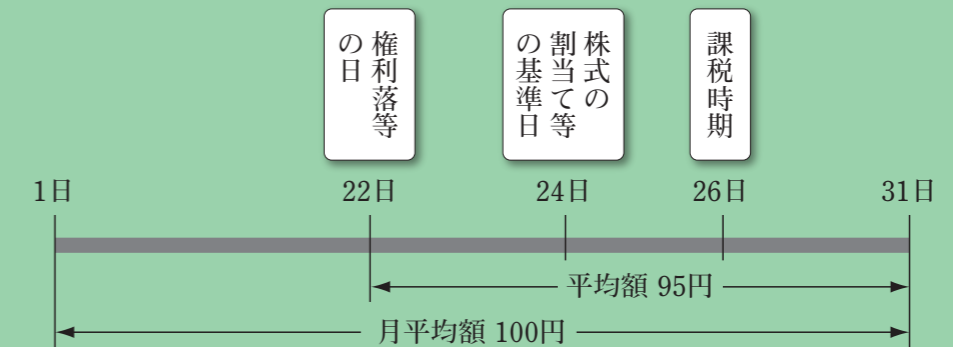 権利落等
の日
株式の
割当て等
の基準日
課税時期
1日
22日
24日
26日
31日
平均額 95円
月平均額 100円